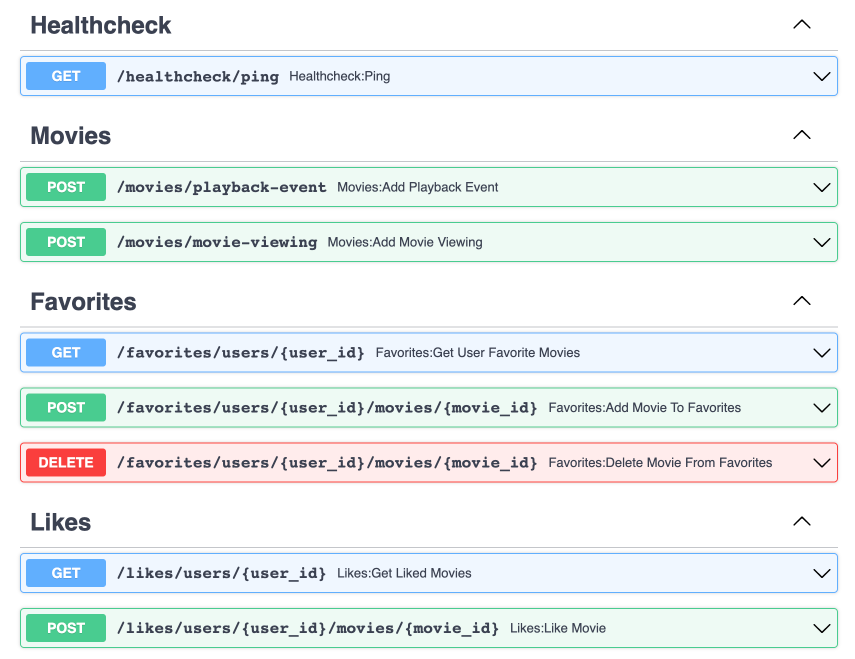 Healthcheck
GET /healthcheck/ping Healthcheck:Ping
Movies
POST /movies/playback-event Movies:Add Playback Event
POST /movies/movie-viewing Movies:Add Movie Viewing
Favorites
GET /favorites/users/{user_id} Favorites:Get User Favorite Movies
POST /favorites/users/{user_id}/movies/{movie_id} Favorites:Add Movie To Favorites
DELETE /favorites/users/{user_id}/movies/{movie_id} Favorites:Delete Movie From Favorites
Likes
GET /likes/users/{user_id} Likes:Get Liked Movies
POST /likes/users/{user_id}/movies/{movie_id} Likes:Like Movie